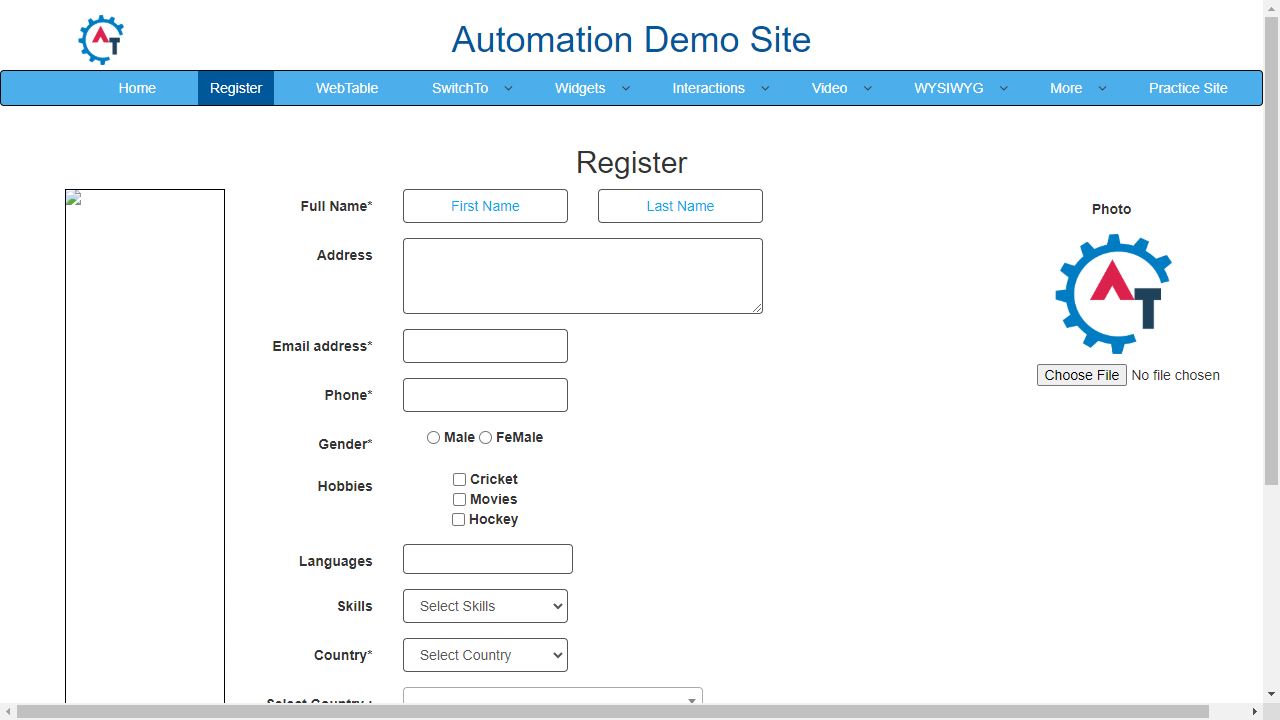 Automation Demo Site
Home Register WebTable SwitchTo Widgets Interactions Video WYSIWYG More Practice Site
Register
Full Name* First Name Last Name
Photo
Address
AT
Email address*
Choose File No file chosen
Phone*
Gender* Male FeMale
Hobbies Cricket
Movies
Hockey
Languages
Skills Select Skills
Country* Select Country
Select Country :